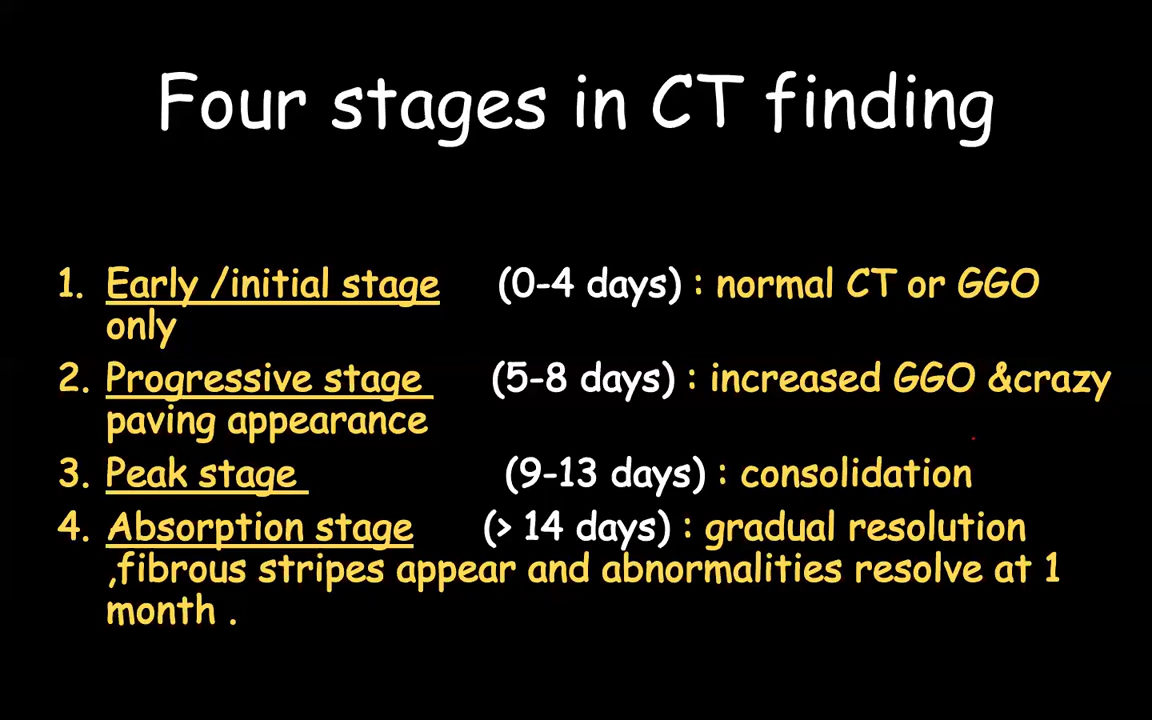 Four stages in CT finding
1. Early /initial stage (0-4 days) : normal CT or GGO
only
2. Progressive stage (5-8 days) : increased GGO &crazy
paving appearance
3. Peak stage (9-13 days) : consolidation
4. Absorption stage (> 14 days) : gradual resolution
,fibrous stripes appear and abnormalities resolve at 1
month .